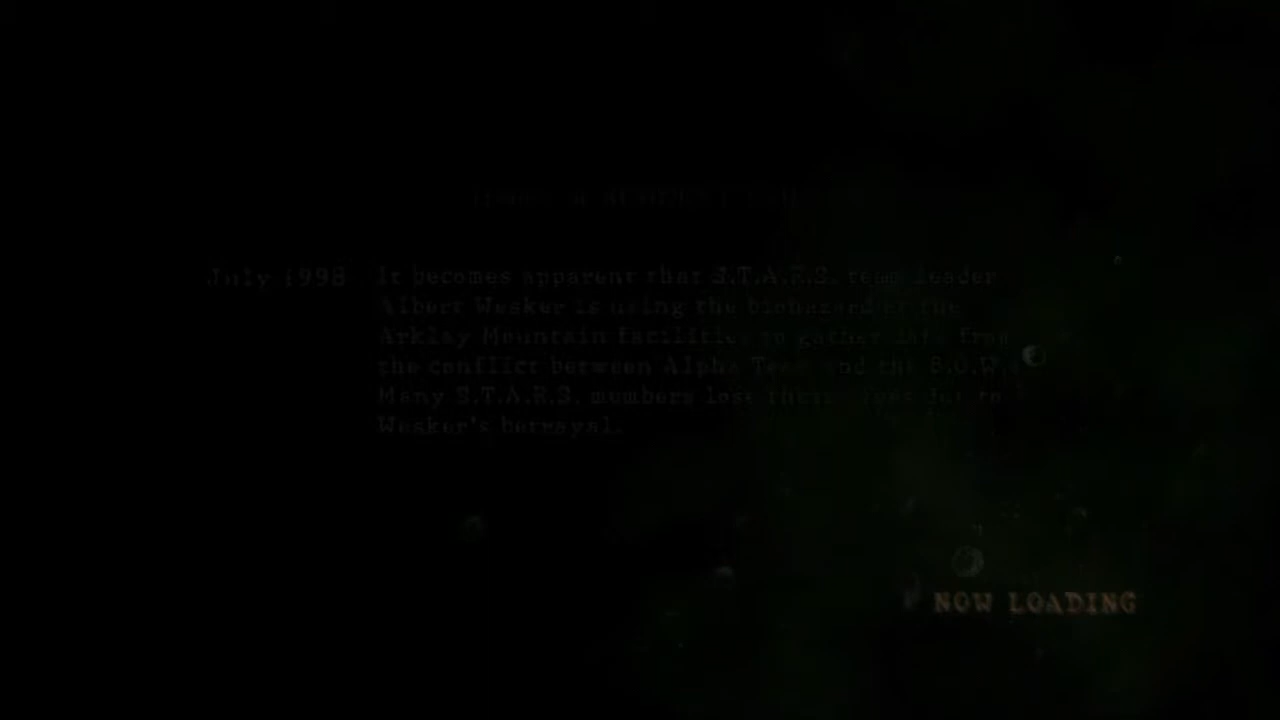 July 1998 It becomes apparent that S.T.A.R.S. team leader
Albert Wesker is using the biohazard at the
Arklay Mountain facilities to gather data from
the conflict between Alpha Team and the B.O.W.s
Many S.T.A.R.S. members lose their lives due to
Wesker's betrayal.
NOW LOADING